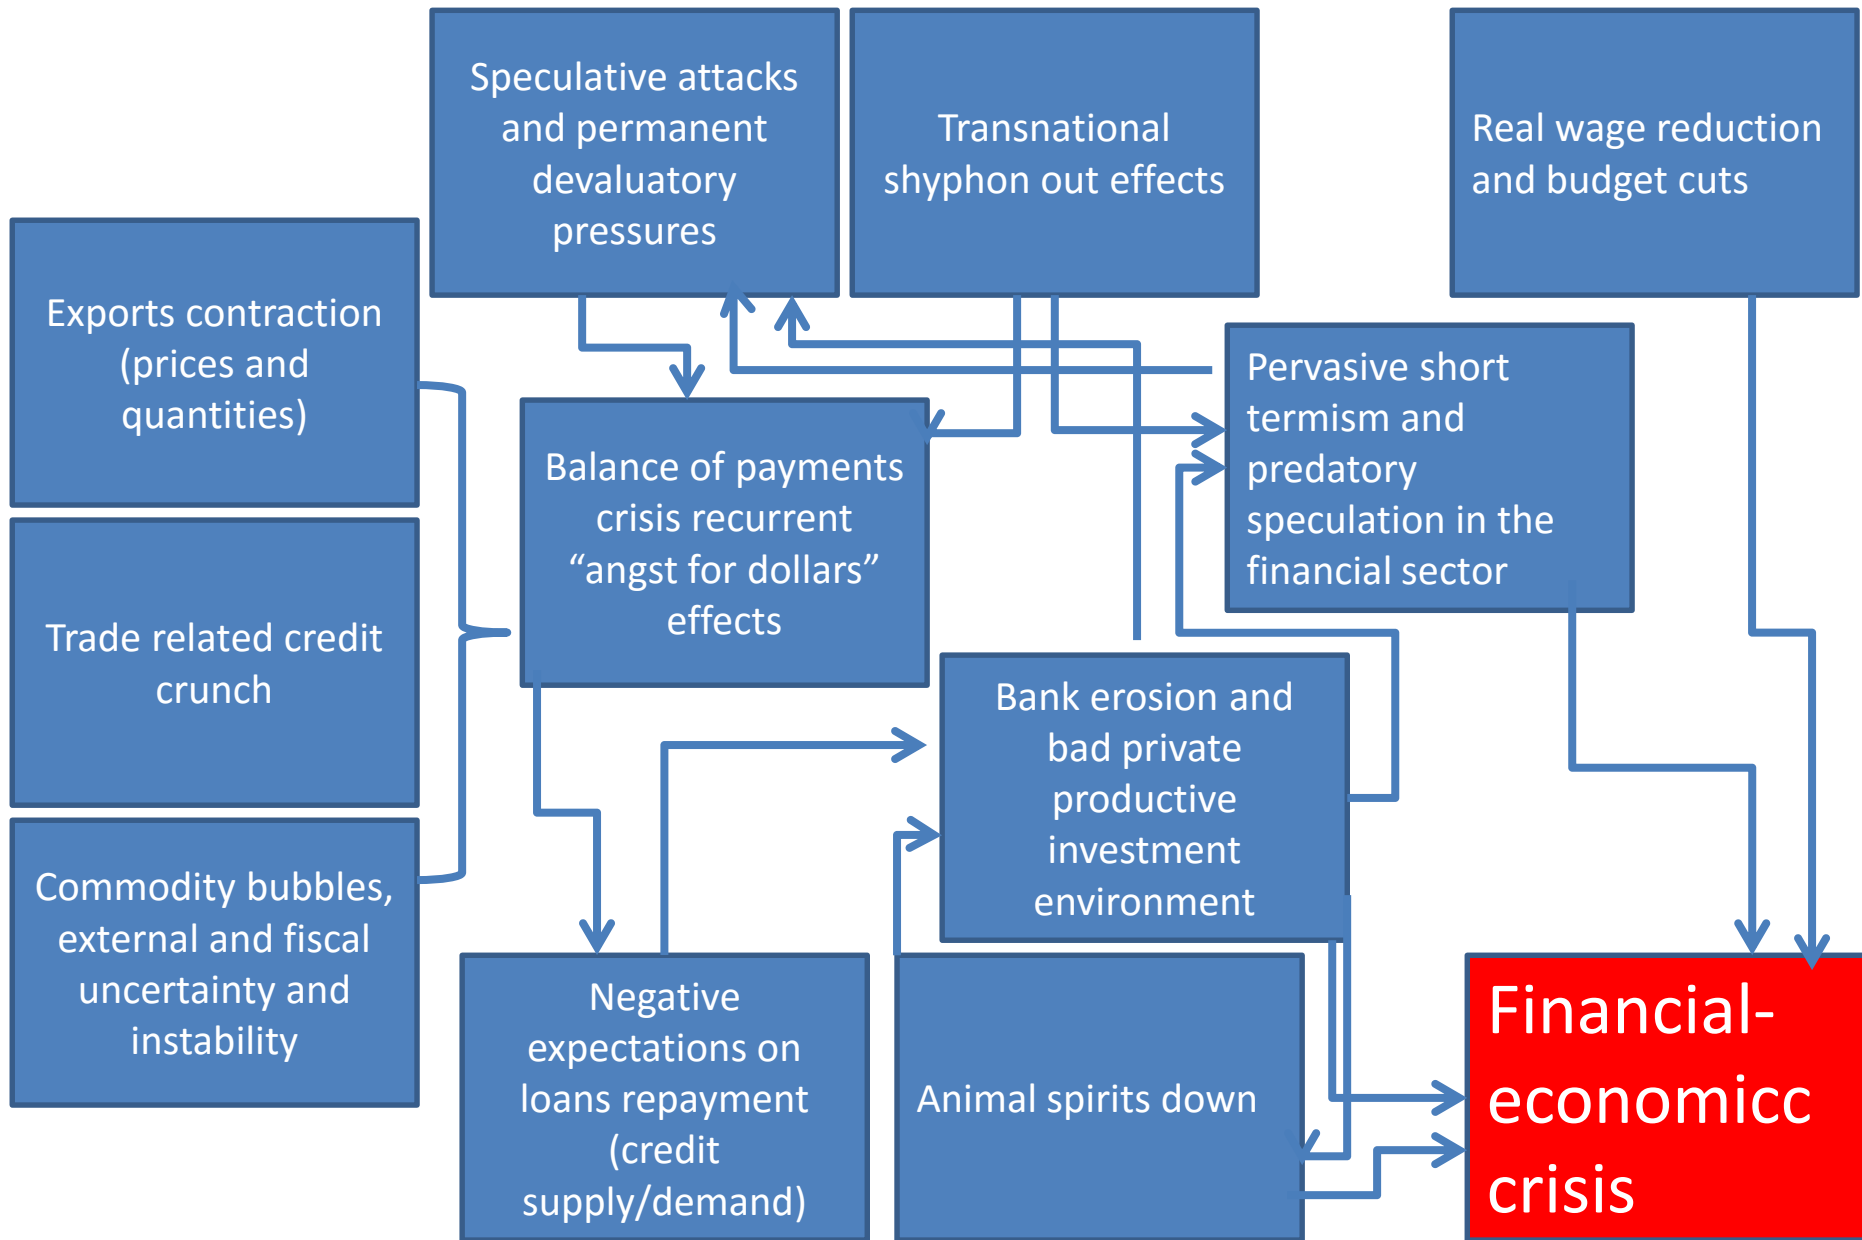 Speculative attacks
and permanent
devaluatory
pressures
Transnational
shyphon out effects
Real wage reduction
and budget cuts
Exports contraction
(prices and
quantities)
Pervasive short
termism and
predatory
speculation in the
financial sector
Balance of payments
crisis recurrent
“angst for dollars”
effects
Trade related credit
crunch
Bank erosion and
bad private
productive
investment
environment
Commodity bubbles,
external and fiscal
uncertainty and
instability
Negative
expectations on
loans repayment
(credit
supply/demand)
Animal spirits down
Financial-
economicc
crisis